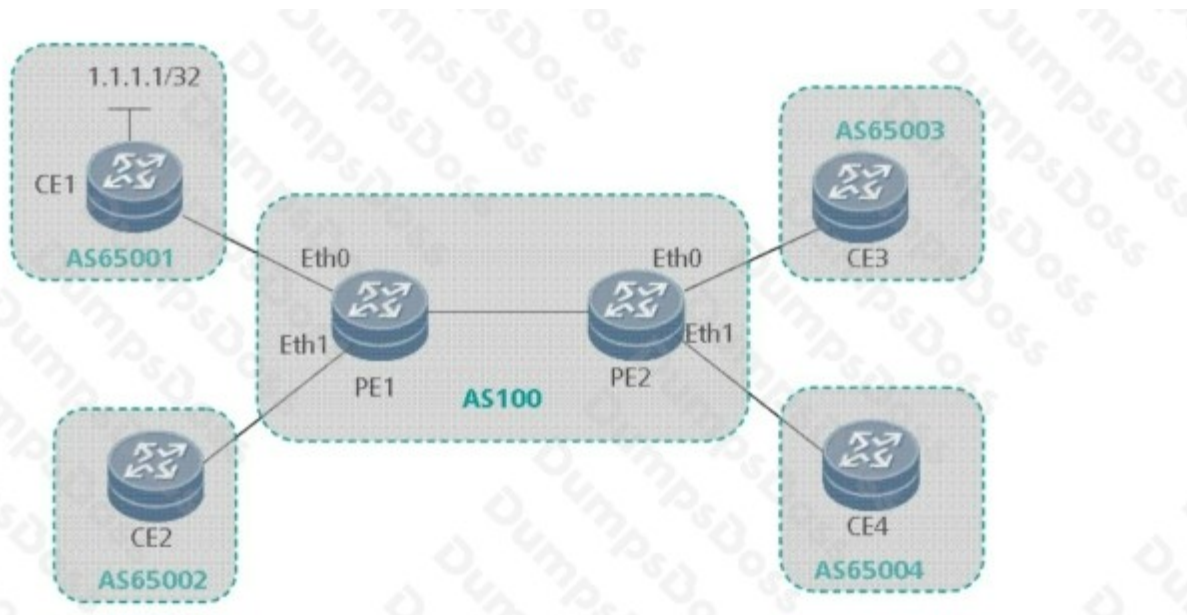 1.1.1.1/32
CE1
AS65001
AS65003
CE3
Eth0
Eth0
Eth1
Eth1
PE1
PE2
AS100
CE2
AS65002
CE4
AS65004
DumpsDoss